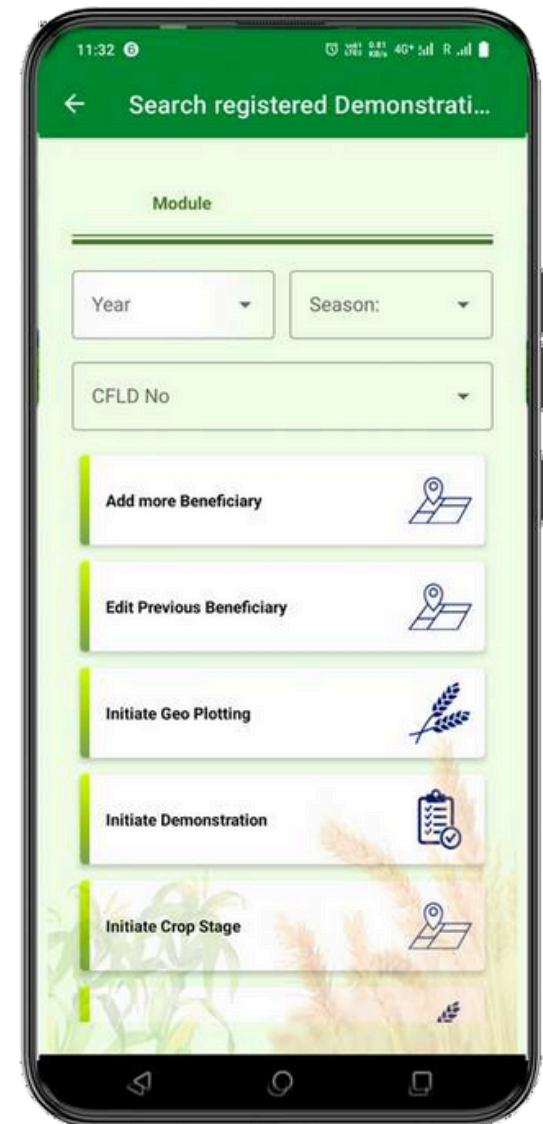 11:32
4G+ R
Search registered Demonstrati...
Module
Year Season:
CFLD No
Add more Beneficiary
Edit Previous Beneficiary
Initiate Geo Plotting
Initiate Demonstration
Initiate Crop Stage